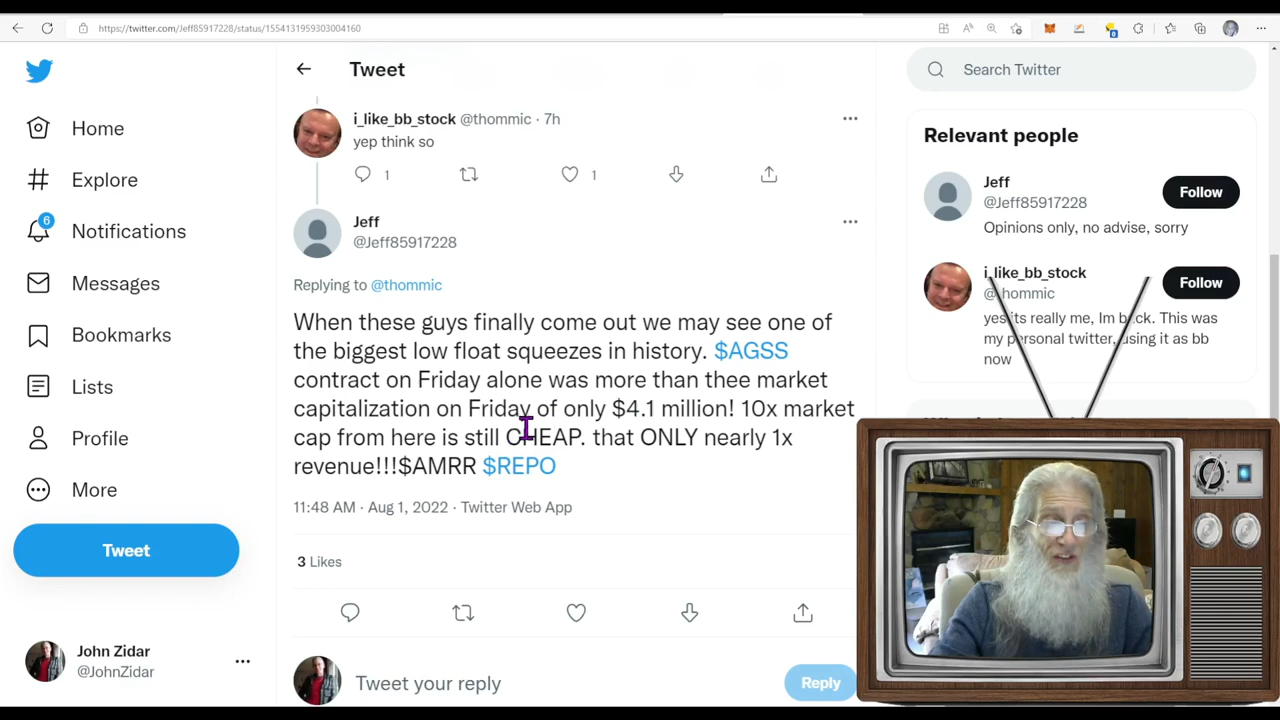 https://twitter.com/Jeff85917228/status/1554131959303004160
0
Home
Explore
6
Notifications
Messages
Bookmarks
Lists
Profile
More
Tweet
John Zidar
@JohnZidar
Tweet
i_like_bb_stock @thommic · 7h
yep think so
1
1
Jeff
@Jeff85917228
Replying to @thommic
When these guys finally come out we may see one of
the biggest low float squeezes in history. $AGSS
contract on Friday alone was more than thee market
capitalization on Friday of only $4.1 million! 10x market
cap from here is still CHEAP. that ONLY nearly 1x
revenue!!!$AMRR $REPO
11:48 AM · Aug 1, 2022 · Twitter Web App
3 Likes
Tweet your reply
Reply
Search Twitter
Relevant people
Jeff
@Jeff85917228
Follow
Opinions only, no advise, sorry
i_like_bb_stock
@thommic
Follow
yes its really me, Im back. This was
my personal twitter, using it as bb
now